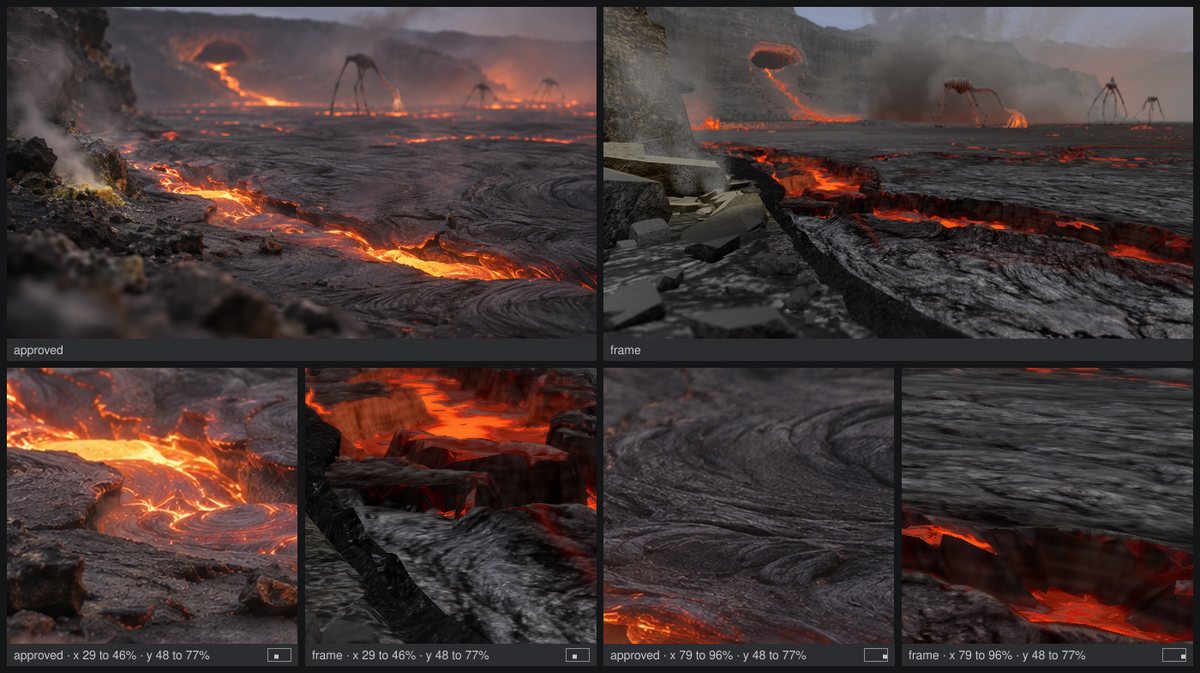 approved
frame
approved · x 29 to 46% · y 48 to 77%
frame · x 29 to 46% · y 48 to 77%
approved · x 79 to 96% · y 48 to 77%
frame · x 79 to 96% · y 48 to 77%